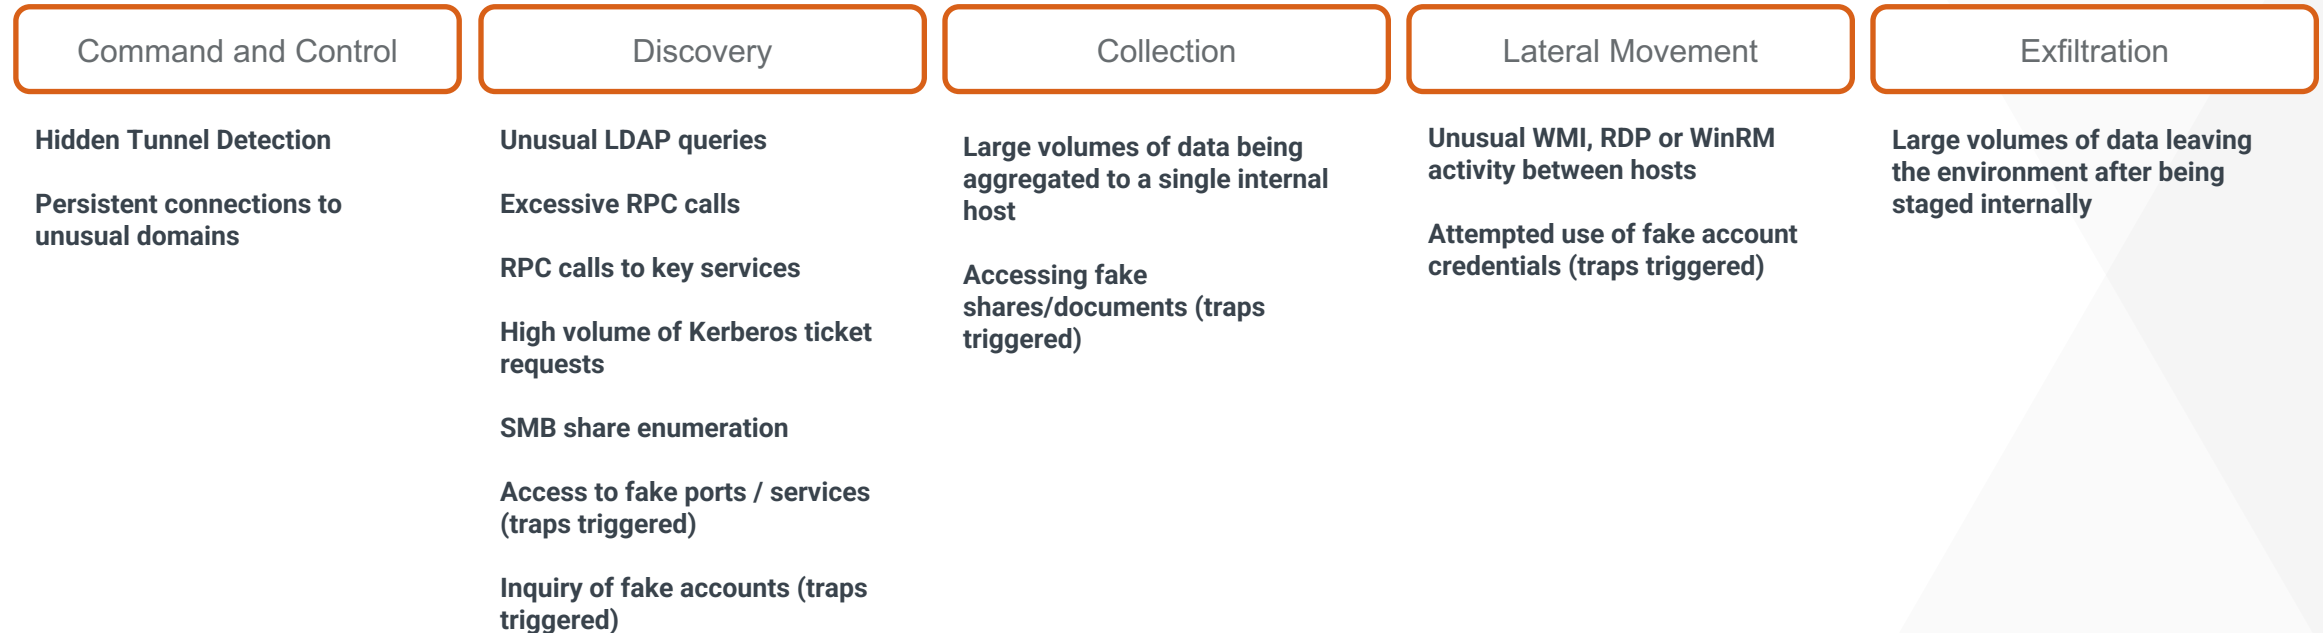 Command and Control
Discovery
Collection
Lateral Movement
Exfiltration
Hidden Tunnel Detection
Persistent connections to
unusual domains
Unusual LDAP queries
Excessive RPC calls
RPC calls to key services
High volume of Kerberos ticket
requests
SMB share enumeration
Access to fake ports / services
(traps triggered)
Inquiry of fake accounts (traps
triggered)
Large volumes of data being
aggregated to a single internal
host
Accessing fake
shares/documents (traps
triggered)
Unusual WMI, RDP or WinRM
activity between hosts
Attempted use of fake account
credentials (traps triggered)
Large volumes of data leaving
the environment after being
staged internally